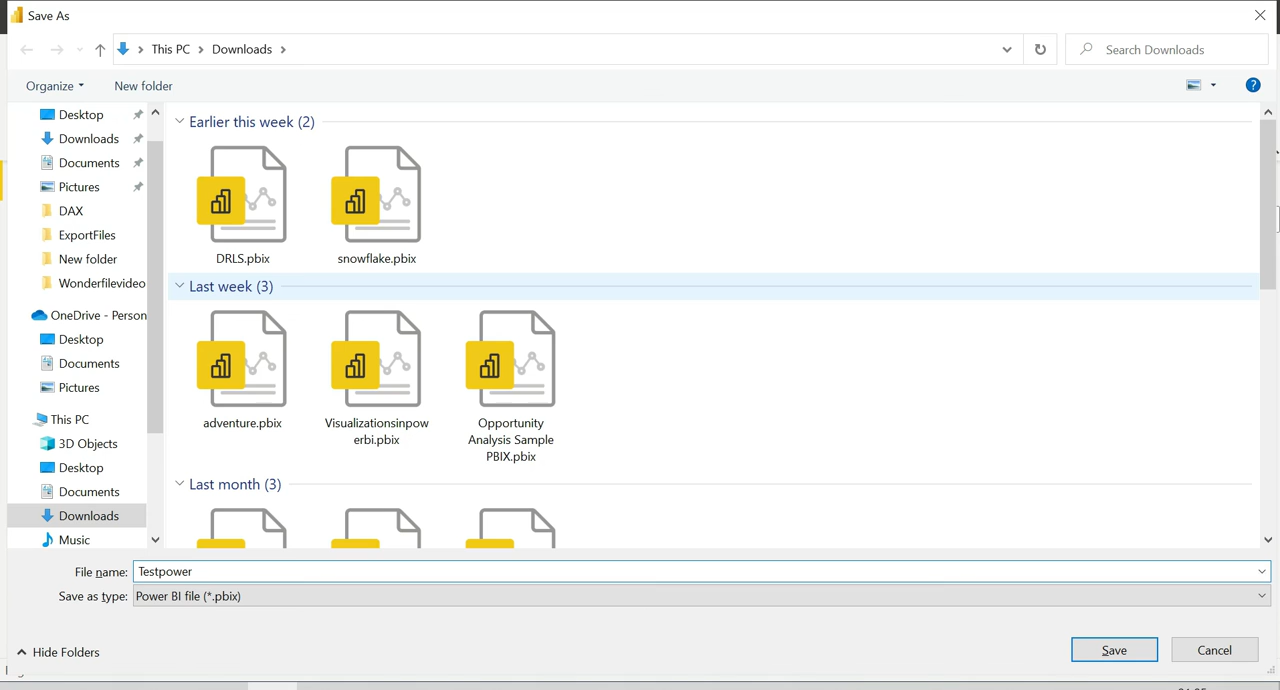 Save As
This PC
Downloads
Search Downloads
Organize
New folder
Desktop
Downloads
Documents
Pictures
DAX
ExportFiles
New folder
Wonderfilevideo
OneDrive - Person
Desktop
Documents
Pictures
This PC
3D Objects
Desktop
Documents
Downloads
Music
Earlier this week (2)
DRLS.pbix
snowflake.pbix
Last week (3)
adventure.pbix
Visualizationsinpow
erbi.pbix
Opportunity
Analysis Sample
PBIX.pbix
Last month (3)
File name: Testpower
Save as type: Power BI file (*.pbix)
Hide Folders
Save
Cancel